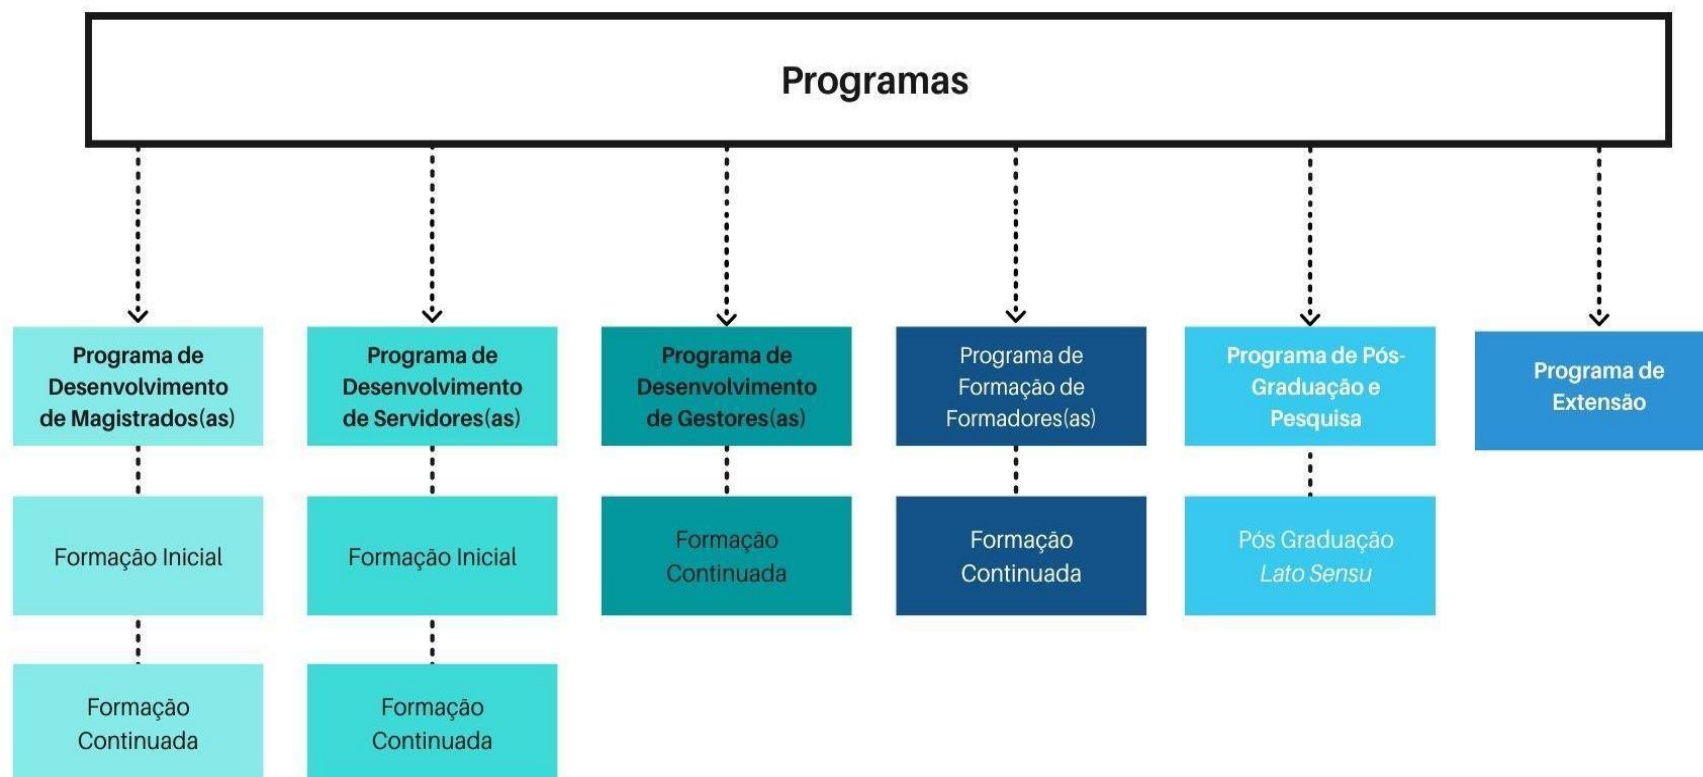 Programas
Programa de
Desenvolvimento
de Magistrados(as)
Programa de
Desenvolvimento
de Servidores(as)
Programa de
Desenvolvimento
de Gestores(as)
Programa de
Formação de
Formadores(as)
Programa de Pós-
Graduação e
Pesquisa
Programa de
Extensão
Formação Inicial
Formação Inicial
Formação
Continuada
Formação
Continuada
Pós Graduação
Lato Sensu
Formação
Continuada
Formação
Continuada